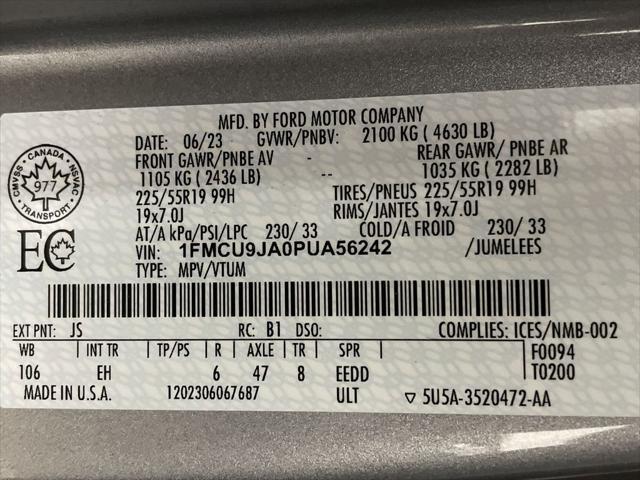 MFD. BY FORD MOTOR COMPANY
DATE: 06/23 GVWR/PNBV: 2100 KG ( 4630 LB)
FRONT GAWR/PNBE AV - REAR GAWR/ PNBE AR
1105 KG ( 2436 LB) -- 1035 KG ( 2282 LB)
225/55R19 99H TIRES/PNEUS 225/55R19 99H
19x7.0J RIMS/JANTES 19x7.0J
AT/A kPa/PSI/LPC 230/ 33 COLD/A FROID 230/ 33
VIN: 1FMCU9JA0PUA56242 /JUMELEES
TYPE: MPV/VTUM
CANADA
CMVSS NSVAC
977
TRANSPORT
EC
EXT PNT: JS RC: B1 DSO: COMPLIES: ICES/NMB-002
WB INT TR TP/PS R AXLE TR SPR F0094
106 EH 6 47 8 EEDD T0200
MADE IN U.S.A. 1202306067687 ULT ▽ 5U5A-3520472-AA